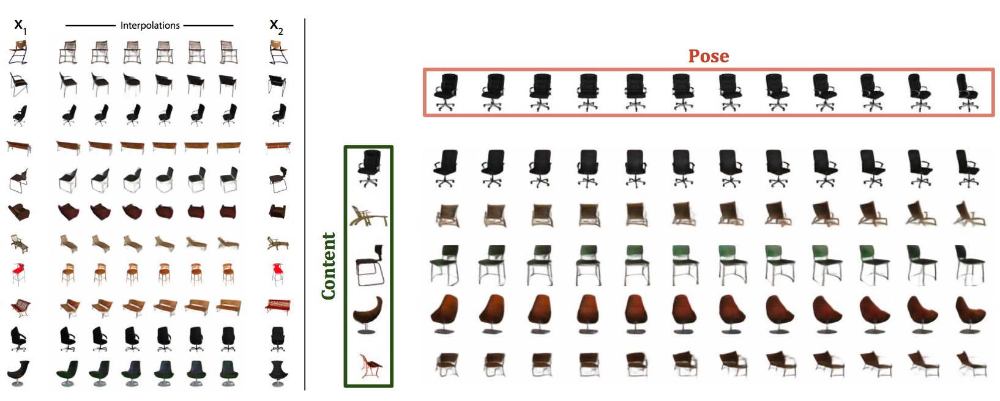 X1
Interpolations
X2
Pose
Content